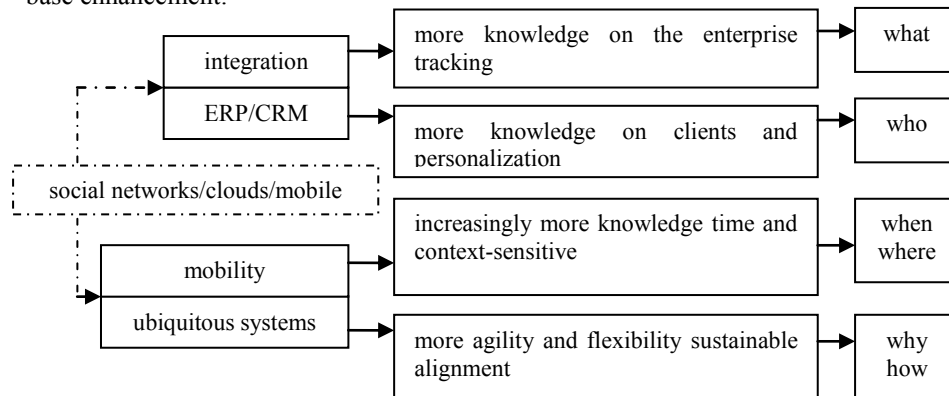 base enhancement.
integration
ERP/CRM
more knowledge on the enterprise
tracking
what
more knowledge on clients and
personalization
who
social networks/clouds/mobile
mobility
ubiquitous systems
increasingly more knowledge time and
context-sensitive
when
where
more agility and flexibility sustainable
alignment
why
how